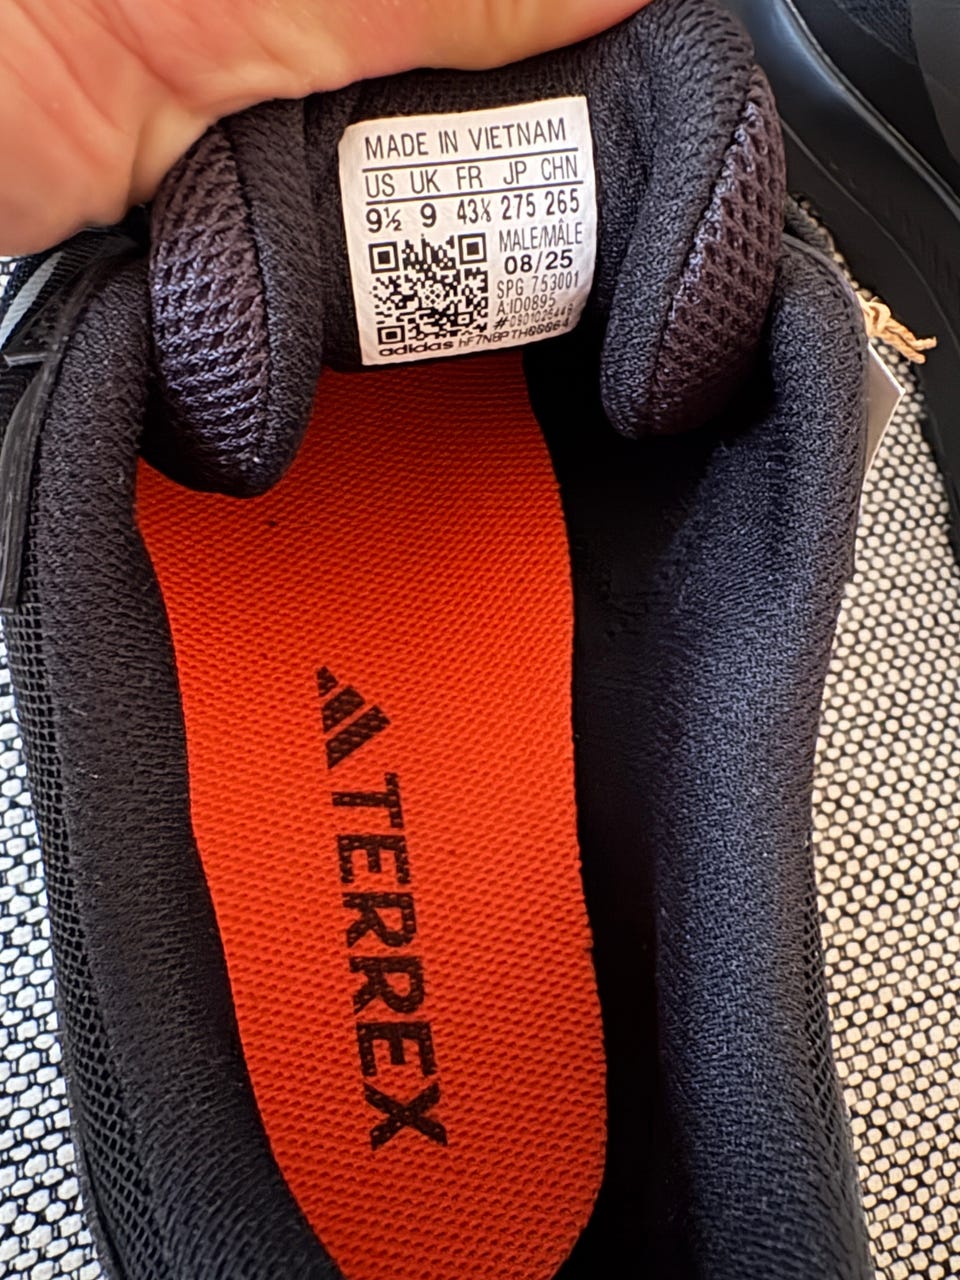 MADE IN VIETNAM
US UK FR JP CHN
9½ 9 43⅓ 275 265
MALE/MÂLE
08/25
SPG 753001
A:ID0895
adidas
TERREX